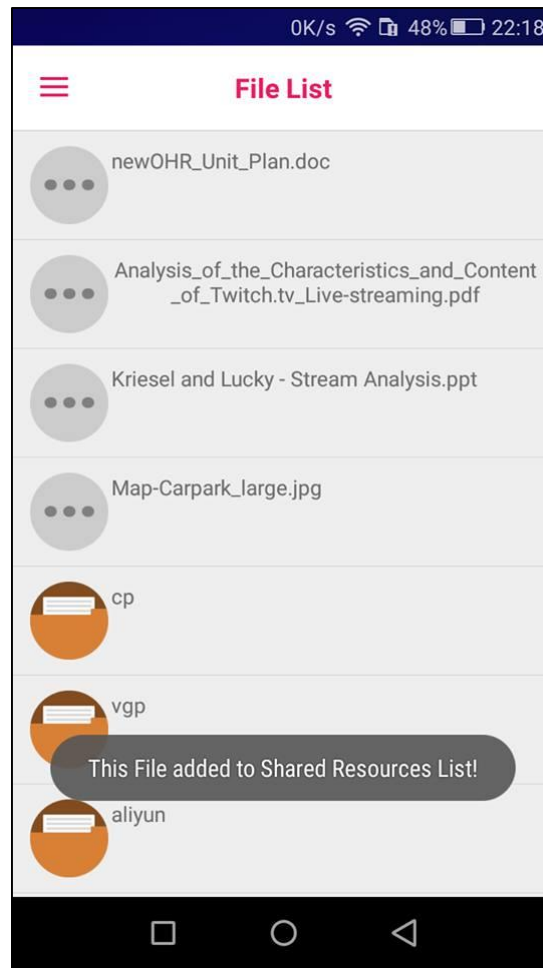 0K/s 48% 22:18
File List
newOHR_Unit_Plan.doc
Analysis_of_the_Characteristics_and_Content
_of_Twitch.tv_Live-streaming.pdf
Kriesel and Lucky - Stream Analysis.ppt
Map-Carpark_large.jpg
cp
vgp
This File added to Shared Resources List!
aliyun